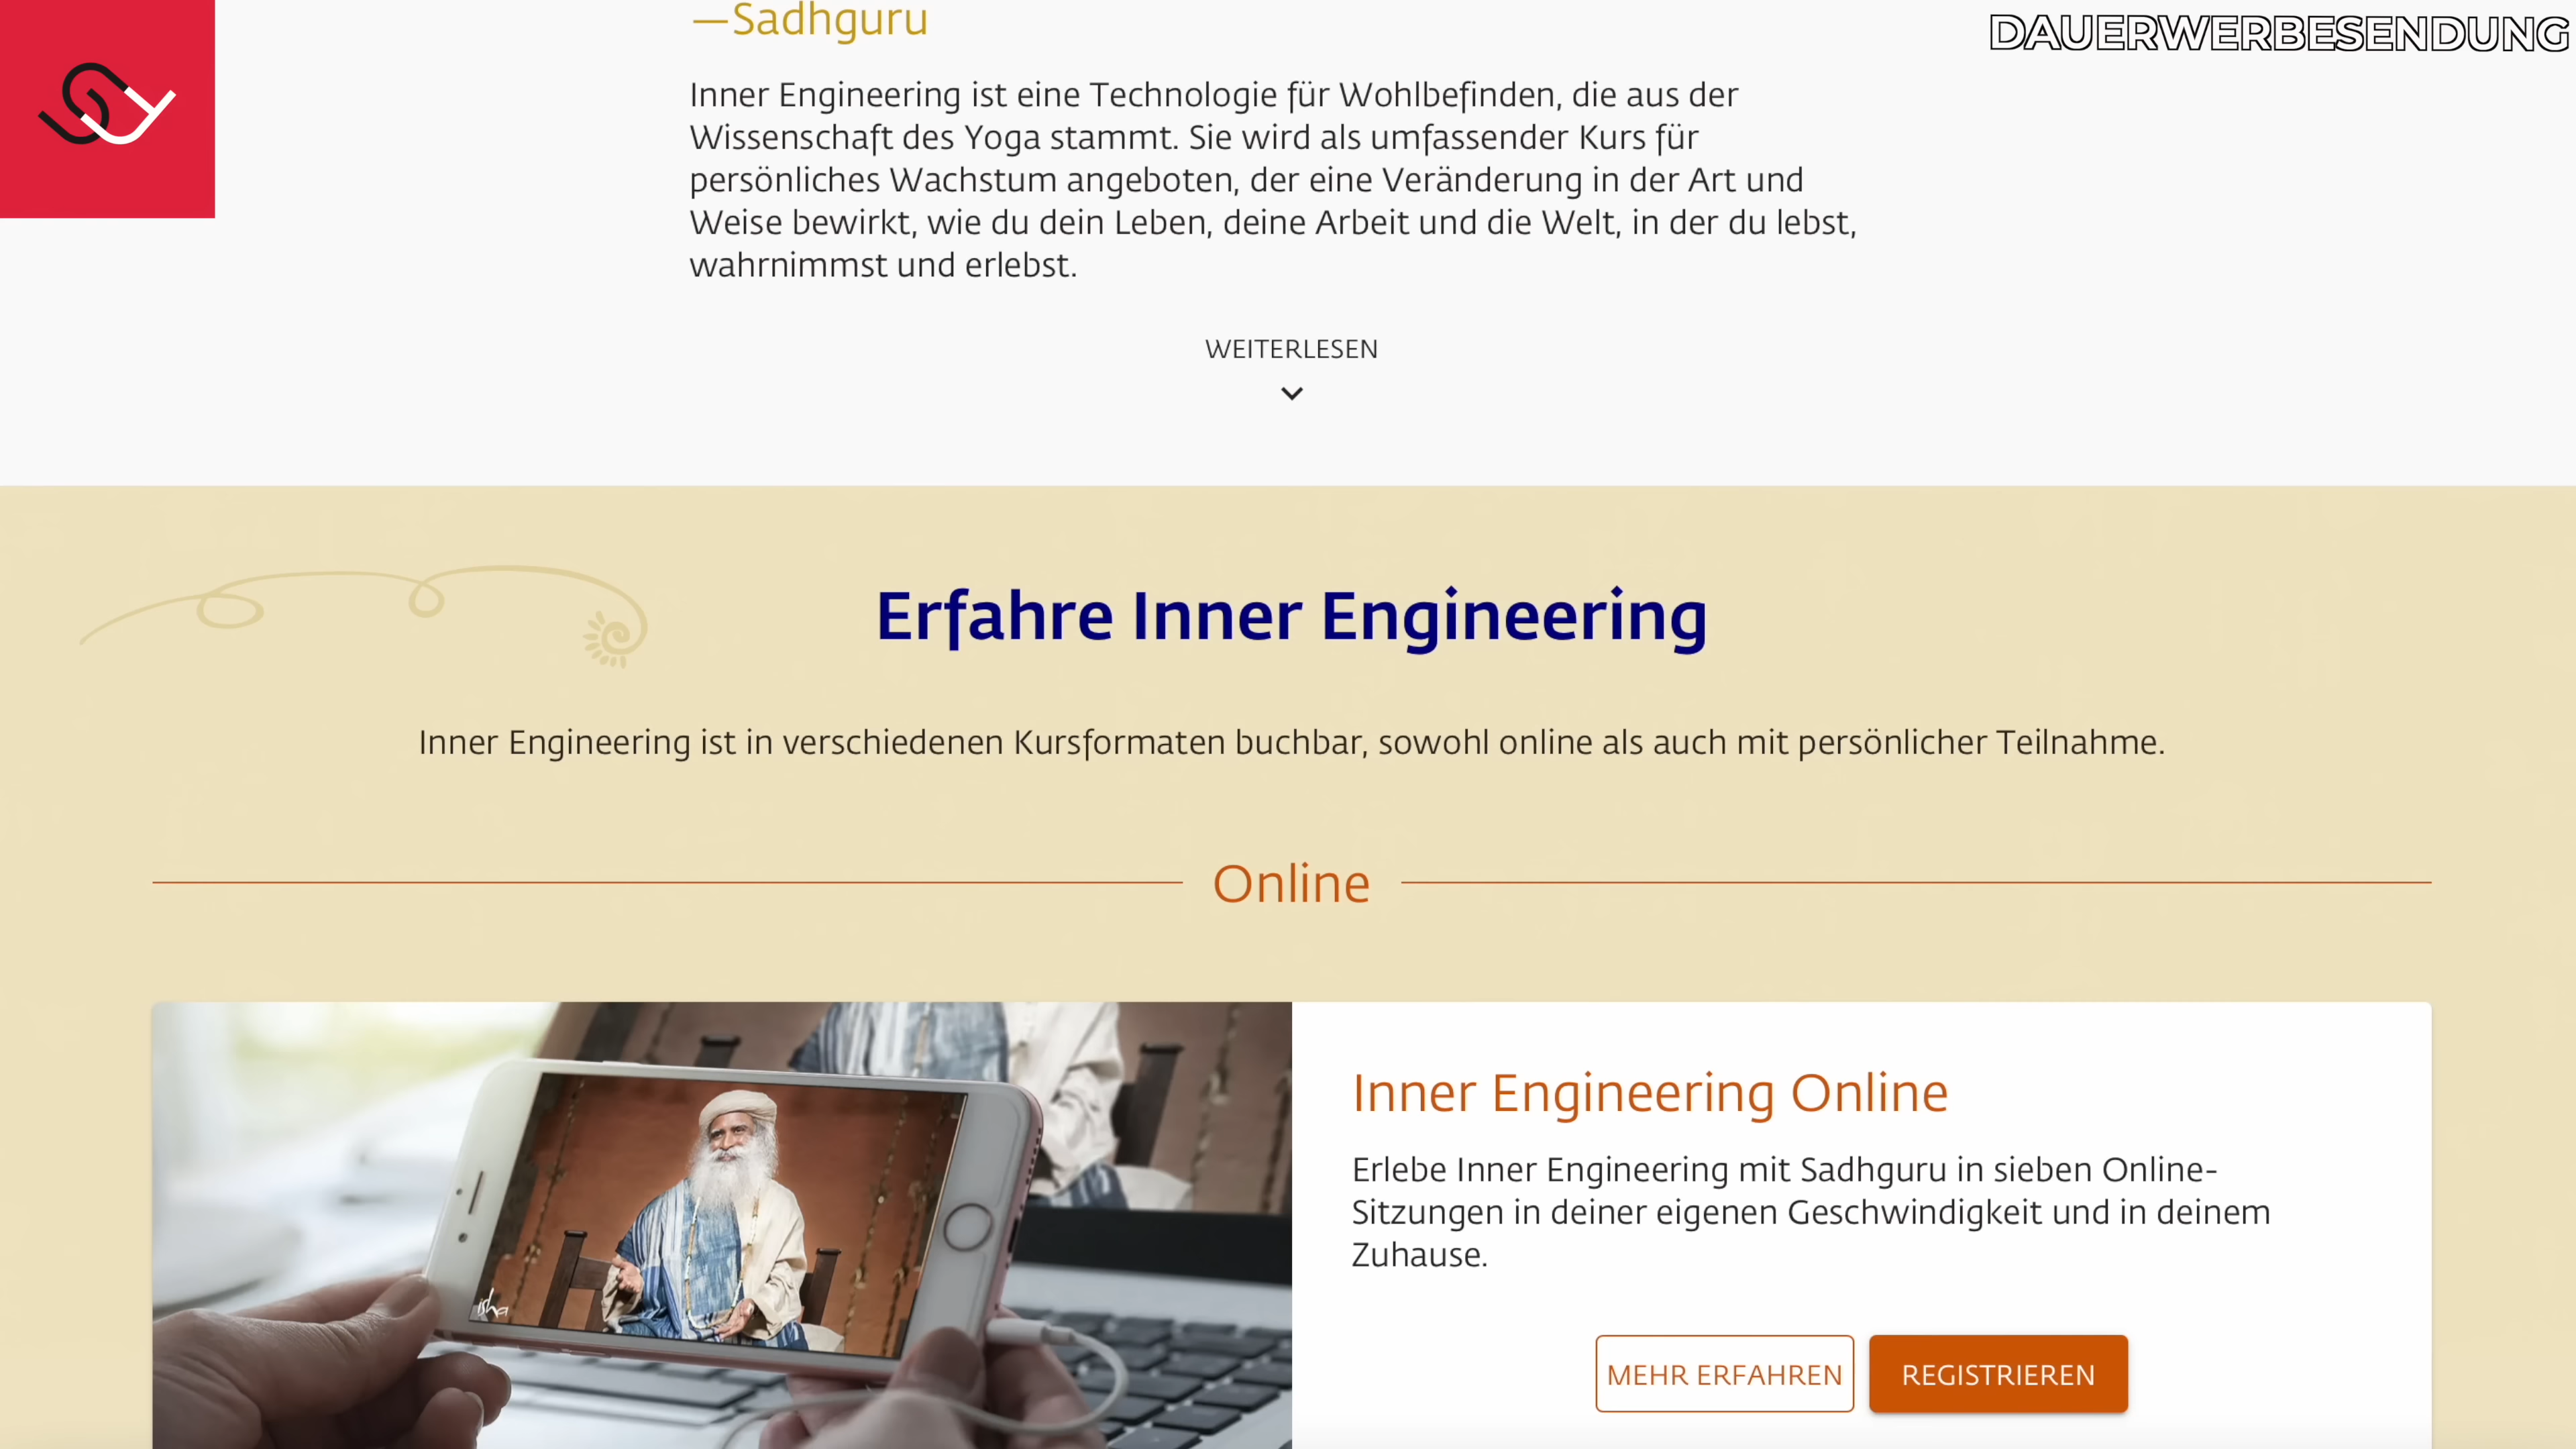 —Sadhguru
DAUERWERBESENDUNG
Inner Engineering ist eine Technologie für Wohlbefinden, die aus der
Wissenschaft des Yoga stammt. Sie wird als umfassender Kurs für
persönliches Wachstum angeboten, der eine Veränderung in der Art und
Weise bewirkt, wie du dein Leben, deine Arbeit und die Welt, in der du lebst,
wahrnimmst und erlebst.
WEITERLESEN
Erfahre Inner Engineering
Inner Engineering ist in verschiedenen Kursformaten buchbar, sowohl online als auch mit persönlicher Teilnahme.
Online
isha
Inner Engineering Online
Erlebe Inner Engineering mit Sadhguru in sieben Online-
Sitzungen in deiner eigenen Geschwindigkeit und in deinem
Zuhause.
MEHR ERFAHREN
REGISTRIEREN